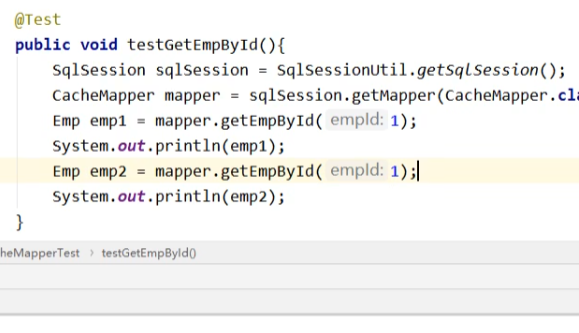 @Test
public void testGetEmpById(){
SqlSession sqlSession = SqlSessionUtil.getSqlSession();
CacheMapper mapper = sqlSession.getMapper(CacheMapper.cla
Emp emp1 = mapper.getEmpById( empId: 1);
System.out.println(emp1);
Emp emp2 = mapper.getEmpById( empId: 1);
System.out.println(emp2);
}
heMapperTest › testGetEmpById()